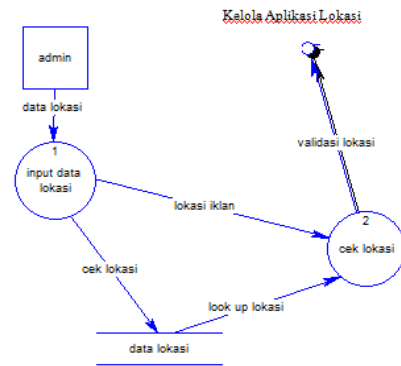 Kelola Aplikasi Lokasi
admin
data lokasi
validasi lokasi
1
input data
lokasi
lokasi iklan
2
cek lokasi
cek lokasi
look up lokasi
data lokasi